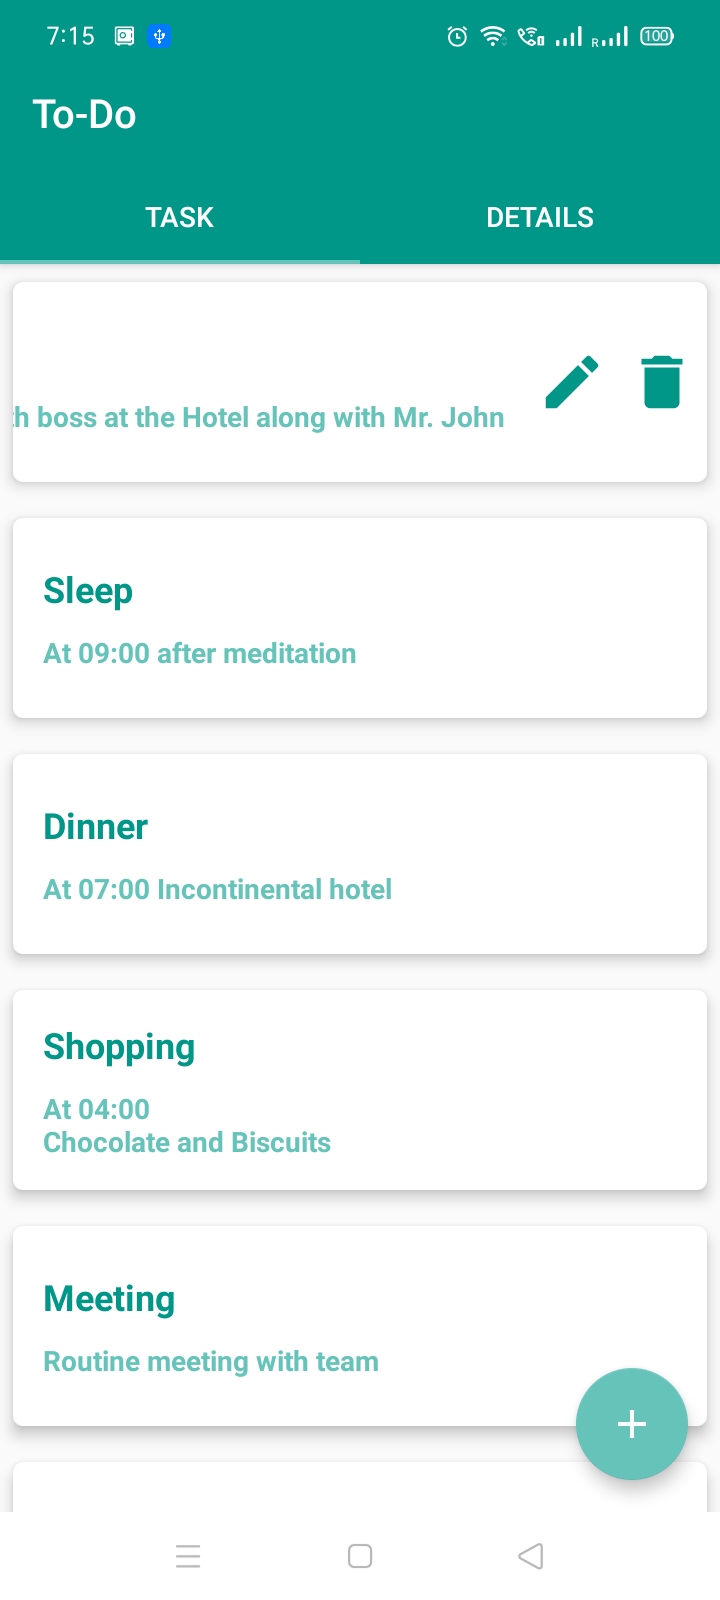 7:15
R
100
To-Do
TASK
DETAILS
boss at the Hotel along with Mr. John
Sleep
At 09:00 after meditation
Dinner
At 07:00 Incontinental hotel
Shopping
At 04:00
Chocolate and Biscuits
Meeting
Routine meeting with team